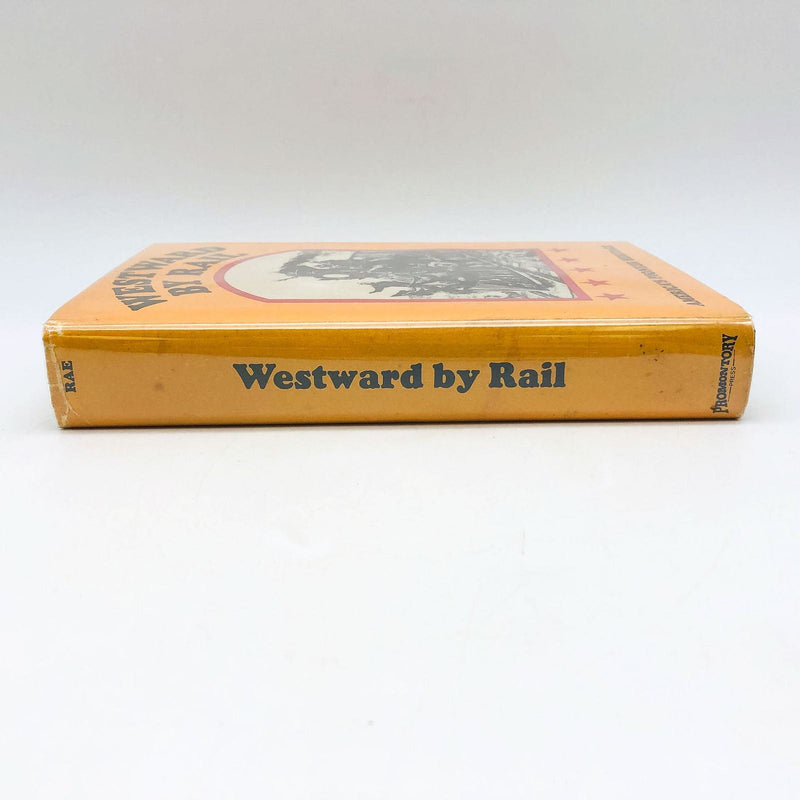 WESTWARD
BY RAIL
RAE
Westward by Rail
PROMONTORY
PRESS